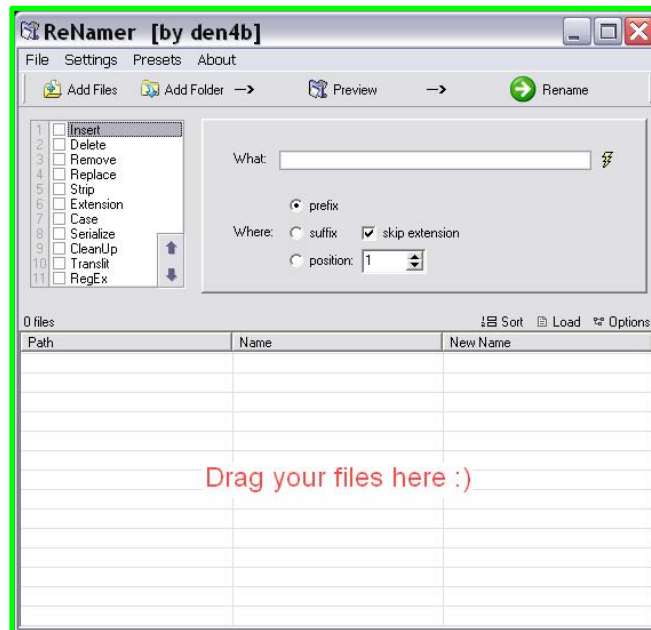 ReNamer [by den4b]
File Settings Presets About
Add Files Add Folder —> Preview —> Rename
1 Insert
2 Delete
3 Remove
4 Replace
5 Strip
6 Extension
7 Case
8 Serialize
9 CleanUp
10 Translit
11 RegEx
What:
prefix
Where: suffix skip extension
position: 1
0 files Sort Load Options
Path Name New Name
Drag your files here :)